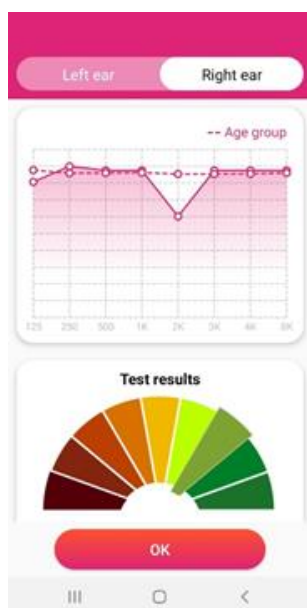 Left ear
Right ear
-- Age group
125 250 500 1K 2K 3K 4K 8K
Test results
OK